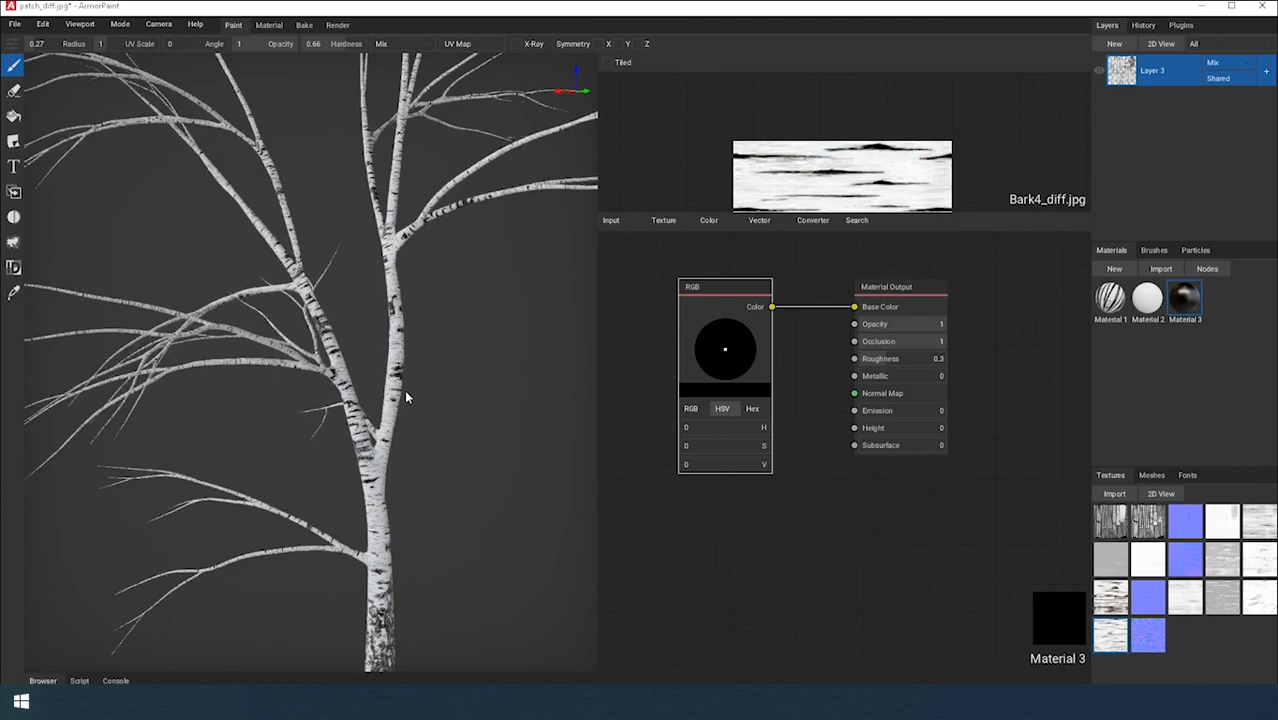 patch_diff.jpg* - ArmorPaint
File Edit Viewport Mode Camera Help Paint Material Bake Render
0.27 Radius 1 UV Scale 0 Angle 1 Opacity 0.66 Hardness Mix UV Map X-Ray Symmetry X Y Z
Tiled
Bark4_diff.jpg
Input Texture Color Vector Converter Search
RGB
Color
RGB HSV Hex
0 H
0 S
0 V
Material Output
Base Color
Opacity 1
Occlusion 1
Roughness 0.3
Metallic 0
Normal Map
Emission 0
Height 0
Subsurface 0
Material 3
Layers History Plugins
New 2D View All
Layer 3 Mix
Shared
+
Materials Brushes Particles
New Import Nodes
Material 1 Material 2 Material 3
Textures Meshes Fonts
Import 2D View
Browser Script Console